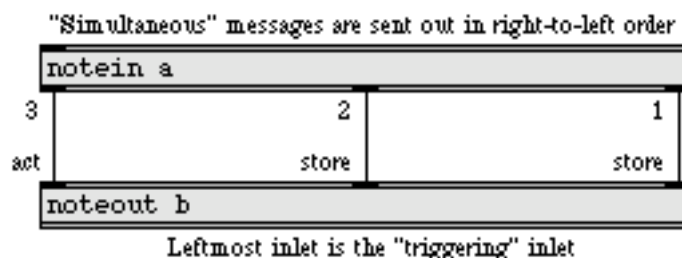 "Simultaneous" messages are sent out in right-to-left order
notein a
3 2 1
act store store
noteout b
Leftmost inlet is the "triggering" inlet